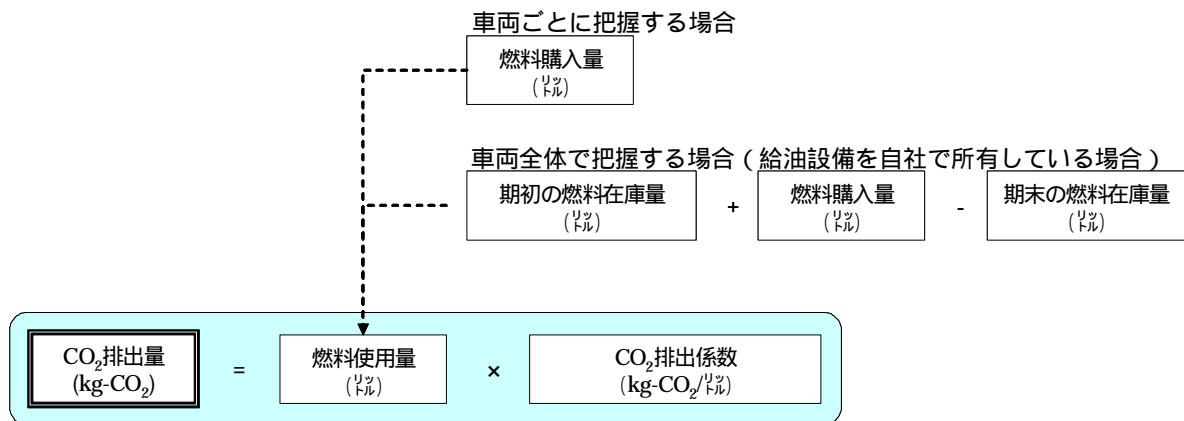 車両ごとに把握する場合
燃料購入量
(リットル)
車両全体で把握する場合(給油設備を自社で所有している場合)
期初の燃料在庫量
(リットル)
+
燃料購入量
(リットル)
-
期末の燃料在庫量
(リットル)
CO₂排出量
(kg-CO₂)
=
燃料使用量
(リットル)
×
CO₂排出係数
(kg-CO₂/リットル)